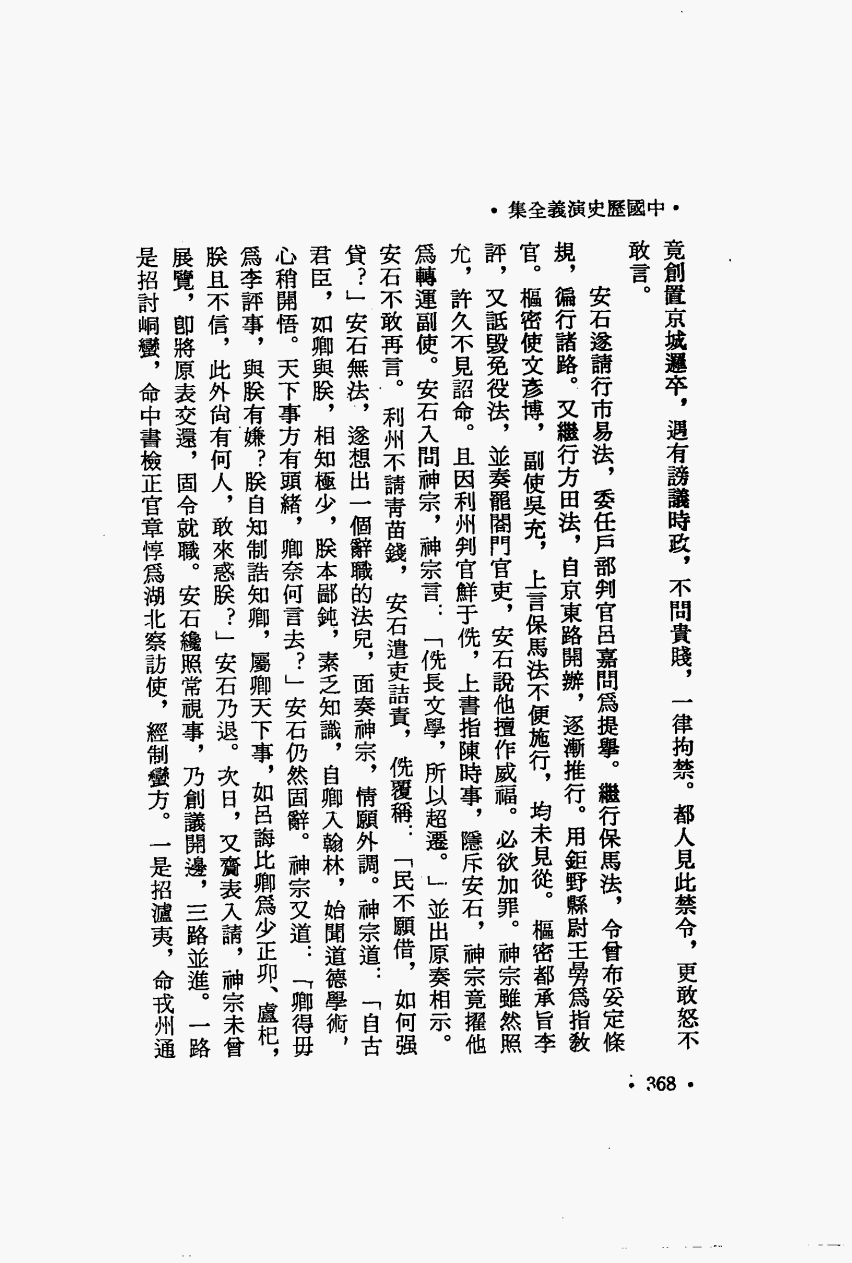 •中國歷史演義全集•
竟創置京城邏卒，遇有謗議時政，不問貴賤，一律拘禁。都人見此禁令，更敢怒不
敢言。
安石遂請行市易法，委任戶部判官呂嘉問爲提舉。繼行保馬法，令曾布妥定條
規，徧行諸路。又繼行方田法，自京東路開辦，逐漸推行。用鉅野縣尉王曼爲指敎
官。樞密使文彥博，副使吳充，上言保馬法不便施行，均未見從。樞密都承旨李
評，又詆毀免役法，並奏罷閤門官吏，安石說他擅作威福。必欲加罪。神宗雖然照
允，許久不見詔命。且因利州判官鮮于侁，上書指陳時事，隱斥安石，神宗竟擢他
爲轉運副使。安石入問神宗，神宗言：「侁長文學，所以超遷。」並出原奏相示。
安石不敢再言。利州不請靑苗錢，安石遣吏詰責，侁覆稱：「民不願借，如何强
貸？」安石無法，遂想出一個辭職的法兒，面奏神宗，情願外調。神宗道：「自古
君臣，如卿與朕，相知極少，朕本鄙鈍，素乏知識，自卿入翰林，始聞道德學術，
心稍開悟。天下事方有頭緒，卿奈何言去？」安石仍然固辭。神宗又道：「卿得毋
爲李評事，與朕有嫌？朕自知制誥知卿，屬卿天下事，如呂誨比卿爲少正卯、盧杞，
朕且不信，此外尙有何人，敢來惑朕？」安石乃退。次日，又齎表入請，神宗未曾
展覽，卽將原表交還，固令就職。安石纔照常視事，乃創議開邊，三路並進。一路
是招討峒蠻，命中書檢正官章惇爲湖北察訪使，經制蠻方。一是招瀘夷，命戎州通
•368•